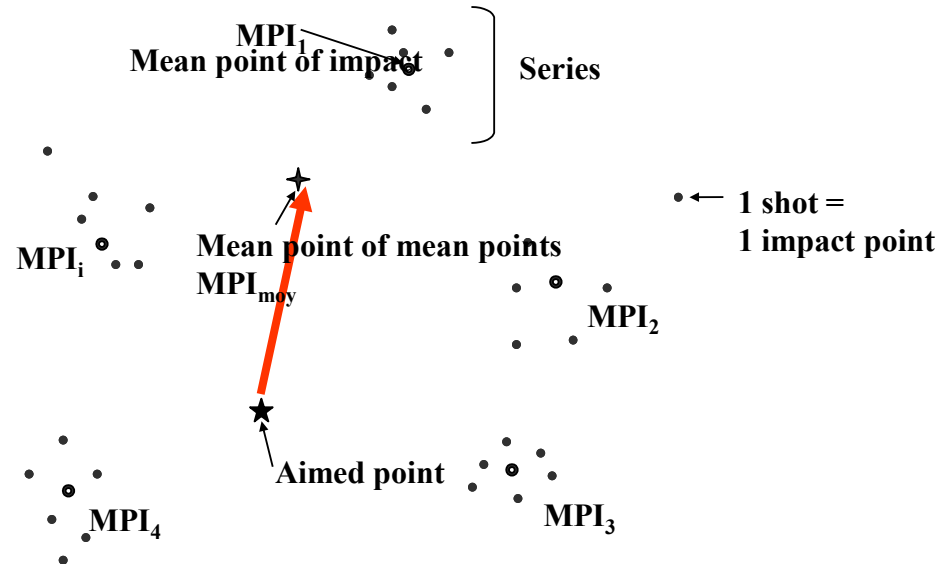 MPI₁
Mean point of impact
Series
1 shot =
1 impact point
Mean point of mean points
MPIₘₒᵧ
MPIᵢ
MPI₂
Aimed point
MPI₃
MPI₄